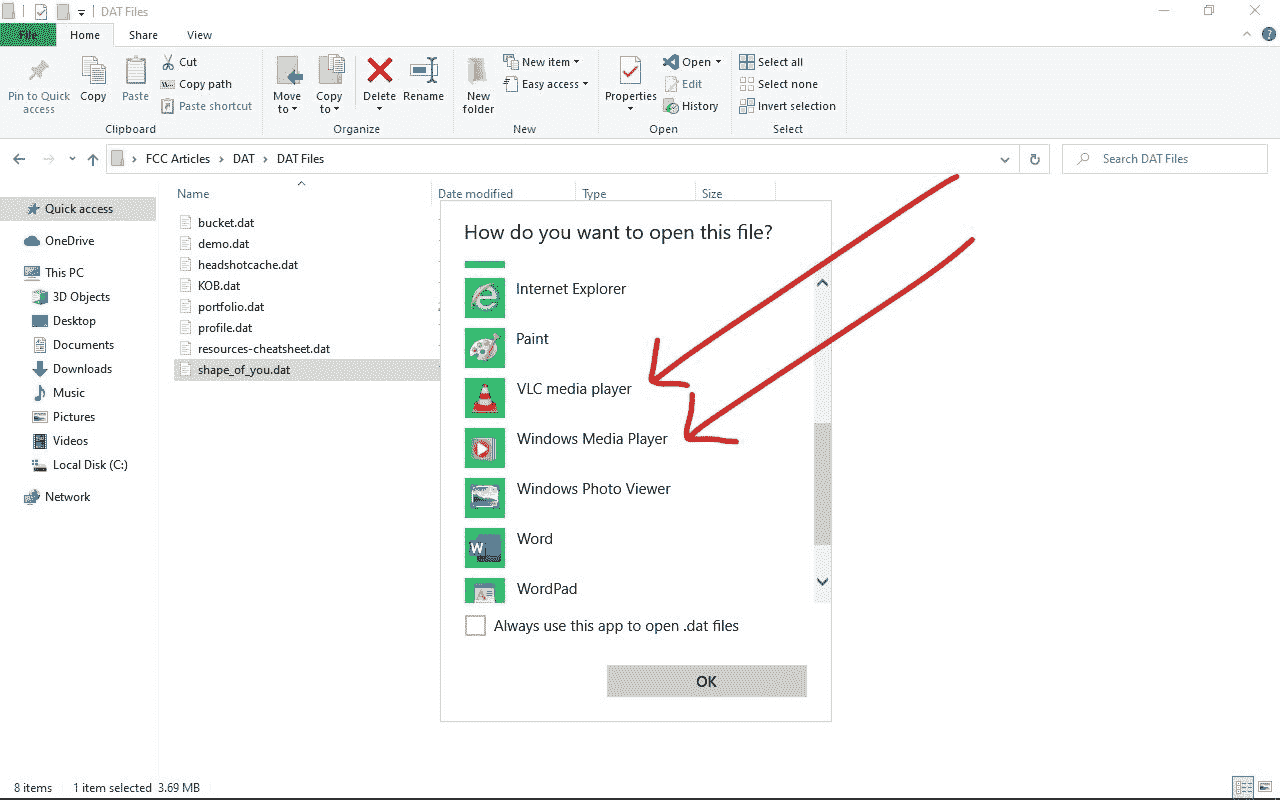 DAT Files
File Home Share View
Pin to Quick access
Copy
Paste
Cut
Copy path
Paste shortcut
Clipboard
Move to
Copy to
Delete
Rename
Organize
New folder
New item
Easy access
New
Properties
Open
Edit
History
Open
Select all
Select none
Invert selection
Select
FCC Articles > DAT > DAT Files
Search DAT Files
Name Date modified Type Size
Quick access
OneDrive
This PC
3D Objects
Desktop
Documents
Downloads
Music
Pictures
Videos
Local Disk (C:)
Network
bucket.dat
demo.dat
headshotcache.dat
KOB.dat
portfolio.dat
profile.dat
resources-cheatsheet.dat
shape_of_you.dat
How do you want to open this file?
Internet Explorer
Paint
VLC media player
Windows Media Player
Windows Photo Viewer
Word
WordPad
Always use this app to open .dat files
OK
8 items 1 item selected 3.69 MB